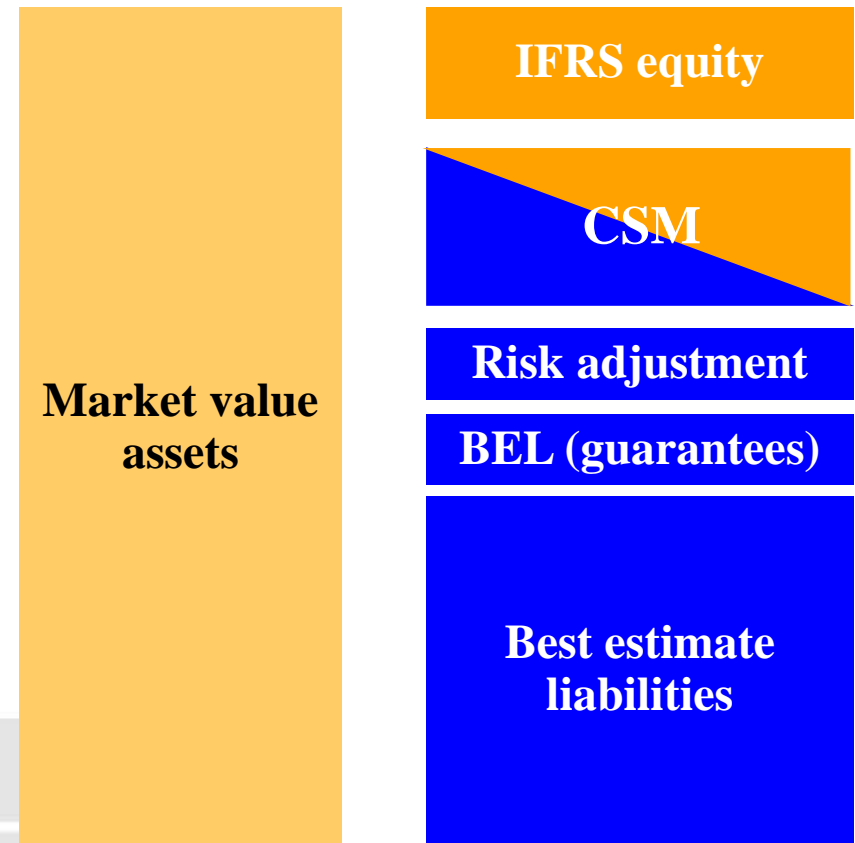 Market value
assets
IFRS equity
CSM
Risk adjustment
BEL (guarantees)
Best estimate
liabilities